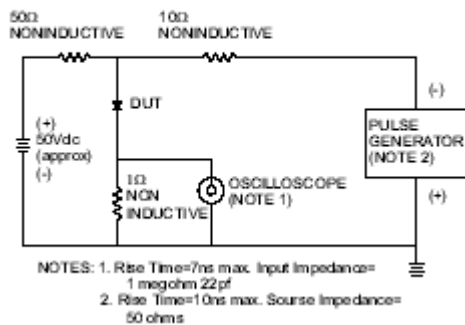 50Ω
NONINDUCTIVE
10Ω
NONINDUCTIVE
(+)
50Vdc
(approx)
(-)
DUT
1Ω
NON
INDUCTIVE
OSCILLOSCOPE
(NOTE 1)
(-)
PULSE
GENERATOR
(NOTE 2)
(+)
NOTES: 1. Rise Time=7ns max. Input Impedance=
1 megohm 22pf
2. Rise Time=10ns max. Sourse Impedance=
50 ohms